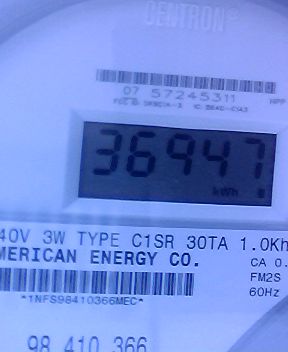 CENTRON®
07 57245311
36947
kWh
40V 3W TYPE C1SR 30TA 1.0Kh
MERICAN ENERGY CO.
CA 0.
FM2S
60Hz
*1NFS98410366MEC*
98 410 366